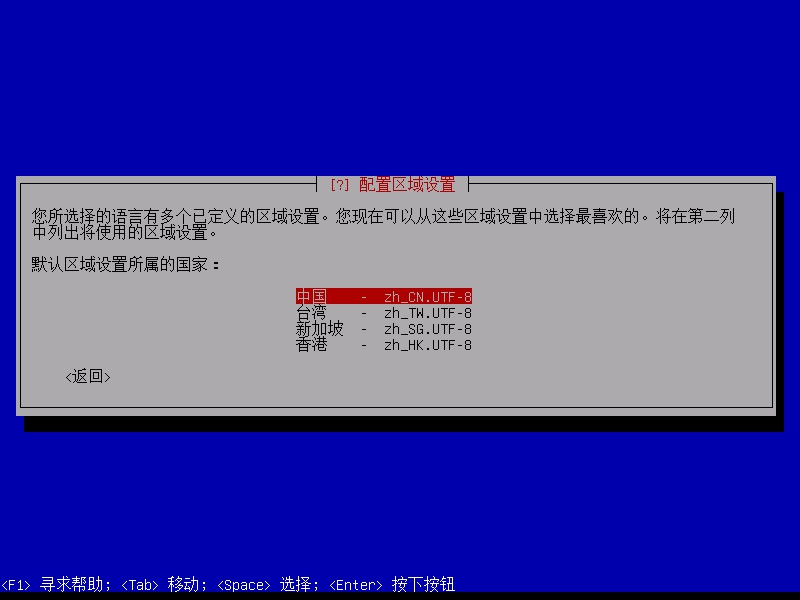 [?] 配置区域设置
您所选择的语言有多个已定义的区域设置。您现在可以从这些区域设置中选择最喜欢的。将在第二列
中列出将使用的区域设置。
默认区域设置所属的国家：
中国 - zh_CN.UTF-8
台湾 - zh_TW.UTF-8
新加坡 - zh_SG.UTF-8
香港 - zh_HK.UTF-8
<返回>
<F1> 寻求帮助; <Tab> 移动; <Space> 选择; <Enter> 按下按钮